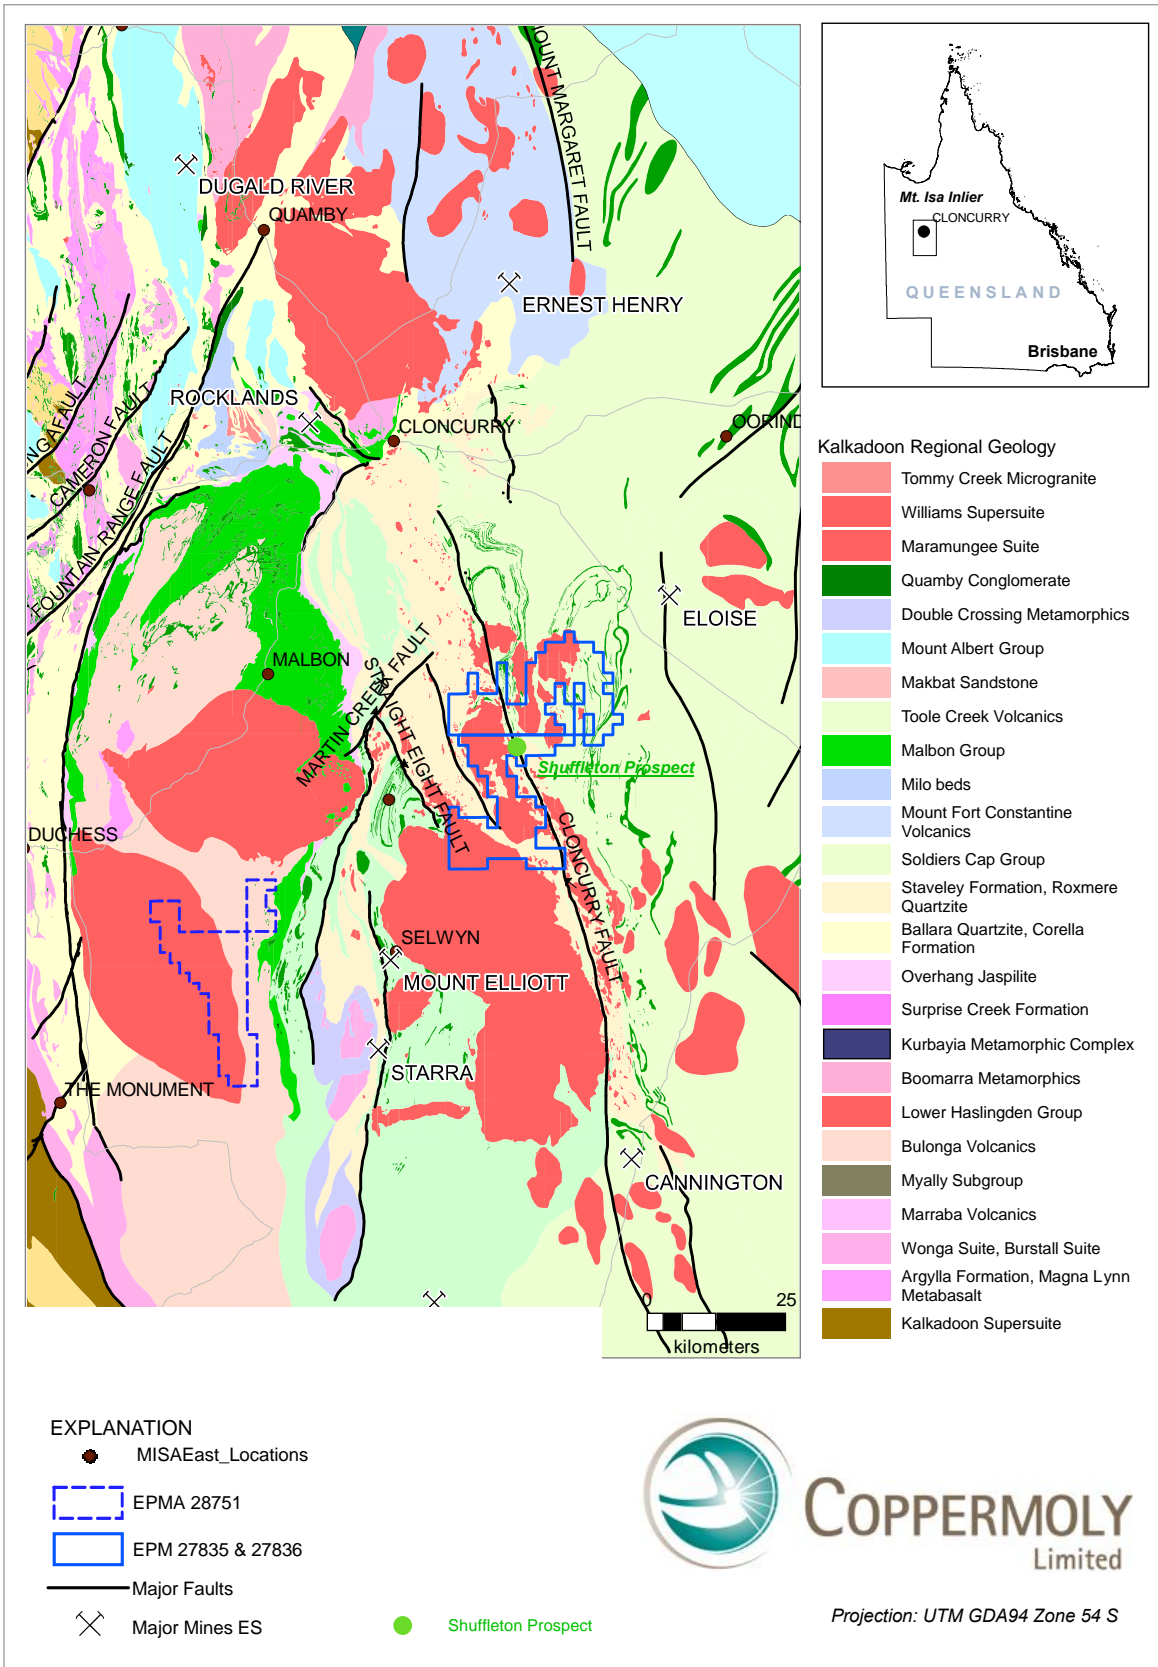 MOUNT MARGARET FAULT
DUGALD RIVER
QUAMBY
ERNEST HENRY
ROCKLANDS
CLONCURRY
OORIND
NGAFAULT
CAMERON FAULT
FOUNTAIN RANGE FAULT
ELOISE
MALBON
MARTIN CREEK FAULT
STRAIGHT EIGHT FAULT
Shuffleton Prospect
DUCHESS
CLONCURRY FAULT
SELWYN
MOUNT ELLIOTT
STARRA
THE MONUMENT
CANNINGTON
0 25
kilometers
Mt. Isa Inlier
CLONCURRY
QUEENSLAND
Brisbane
Kalkadoon Regional Geology
Tommy Creek Microgranite
Williams Supersuite
Maramungee Suite
Quamby Conglomerate
Double Crossing Metamorphics
Mount Albert Group
Makbat Sandstone
Toole Creek Volcanics
Malbon Group
Milo beds
Mount Fort Constantine
Volcanics
Soldiers Cap Group
Staveley Formation, Roxmere
Quartzite
Ballara Quartzite, Corella
Formation
Overhang Jaspilite
Surprise Creek Formation
Kurbayia Metamorphic Complex
Boomarra Metamorphics
Lower Haslingden Group
Bulonga Volcanics
Myally Subgroup
Marraba Volcanics
Wonga Suite, Burstall Suite
Argylla Formation, Magna Lynn
Metabasalt
Kalkadoon Supersuite
EXPLANATION
MISAEast_Locations
EPMA 28751
EPM 27835 & 27836
Major Faults
Major Mines ES
Shuffleton Prospect
COPPERMOLY
Limited
Projection: UTM GDA94 Zone 54 S